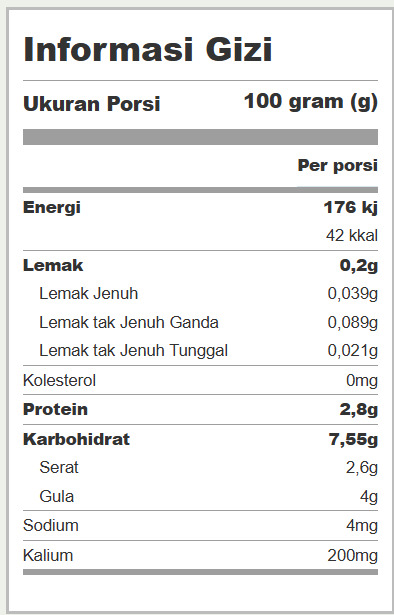 Informasi Gizi
Ukuran Porsi 100 gram (g)
Per porsi
Energi 176 kj
42 kkal
Lemak 0,2g
Lemak Jenuh 0,039g
Lemak tak Jenuh Ganda 0,089g
Lemak tak Jenuh Tunggal 0,021g
Kolesterol 0mg
Protein 2,8g
Karbohidrat 7,55g
Serat 2,6g
Gula 4g
Sodium 4mg
Kalium 200mg